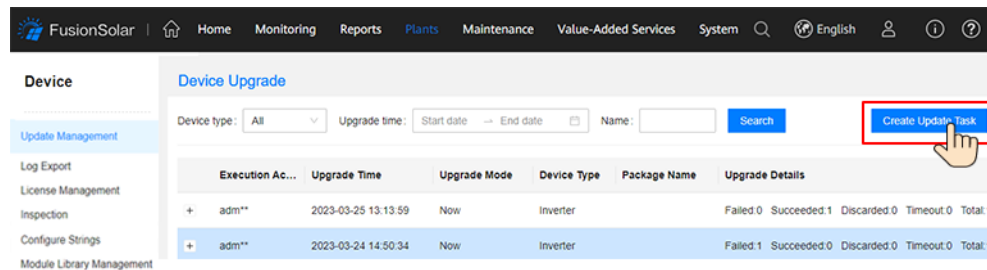 FusionSolar | Home Monitoring Reports Plants Maintenance Value-Added Services System English
Device
Device Upgrade
Device type: All Upgrade time: Start date → End date Name: Search Create Update Task
Update Management
Log Export
License Management
Inspection
Configure Strings
Module Library Management
Execution Ac... Upgrade Time Upgrade Mode Device Type Package Name Upgrade Details
+ adm** 2023-03-25 13:13:59 Now Inverter Failed:0 Succeeded:1 Discarded:0 Timeout:0 Total:
+ adm** 2023-03-24 14:50:34 Now Inverter Failed:1 Succeeded:0 Discarded:0 Timeout:0 Total: